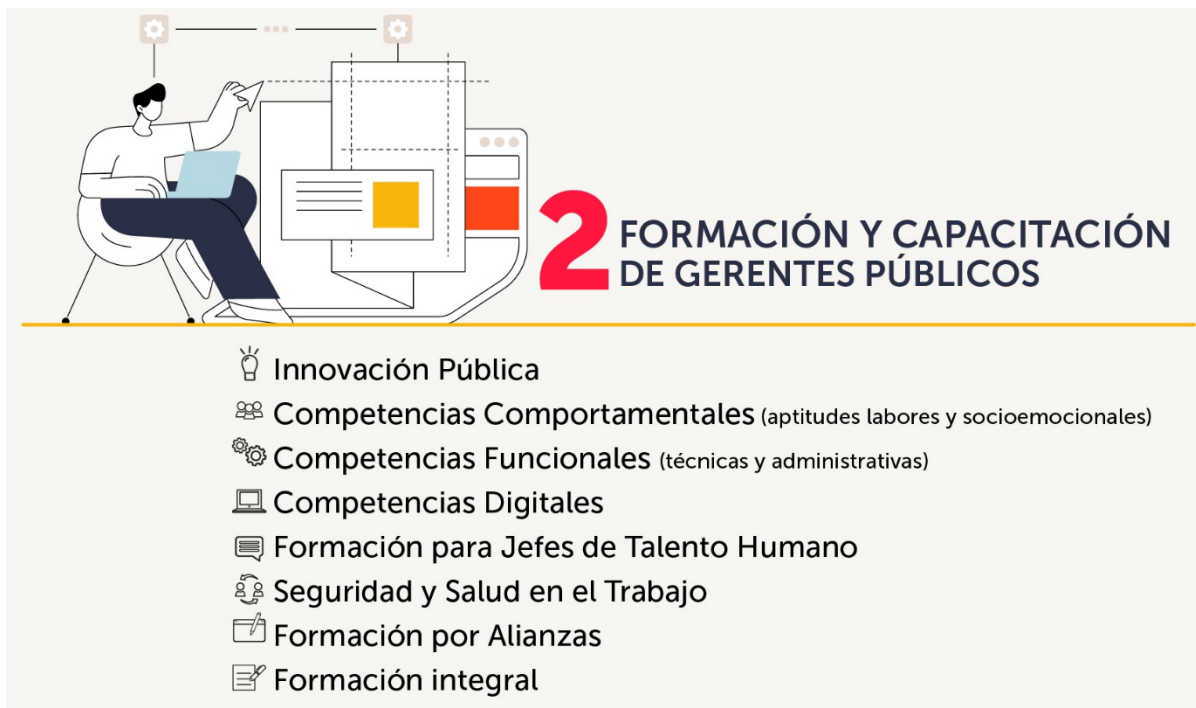 2 FORMACIÓN Y CAPACITACIÓN
DE GERENTES PÚBLICOS
Innovación Pública
Competencias Comportamentales (aptitudes labores y socioemocionales)
Competencias Funcionales (técnicas y administrativas)
Competencias Digitales
Formación para Jefes de Talento Humano
Seguridad y Salud en el Trabajo
Formación por Alianzas
Formación integral